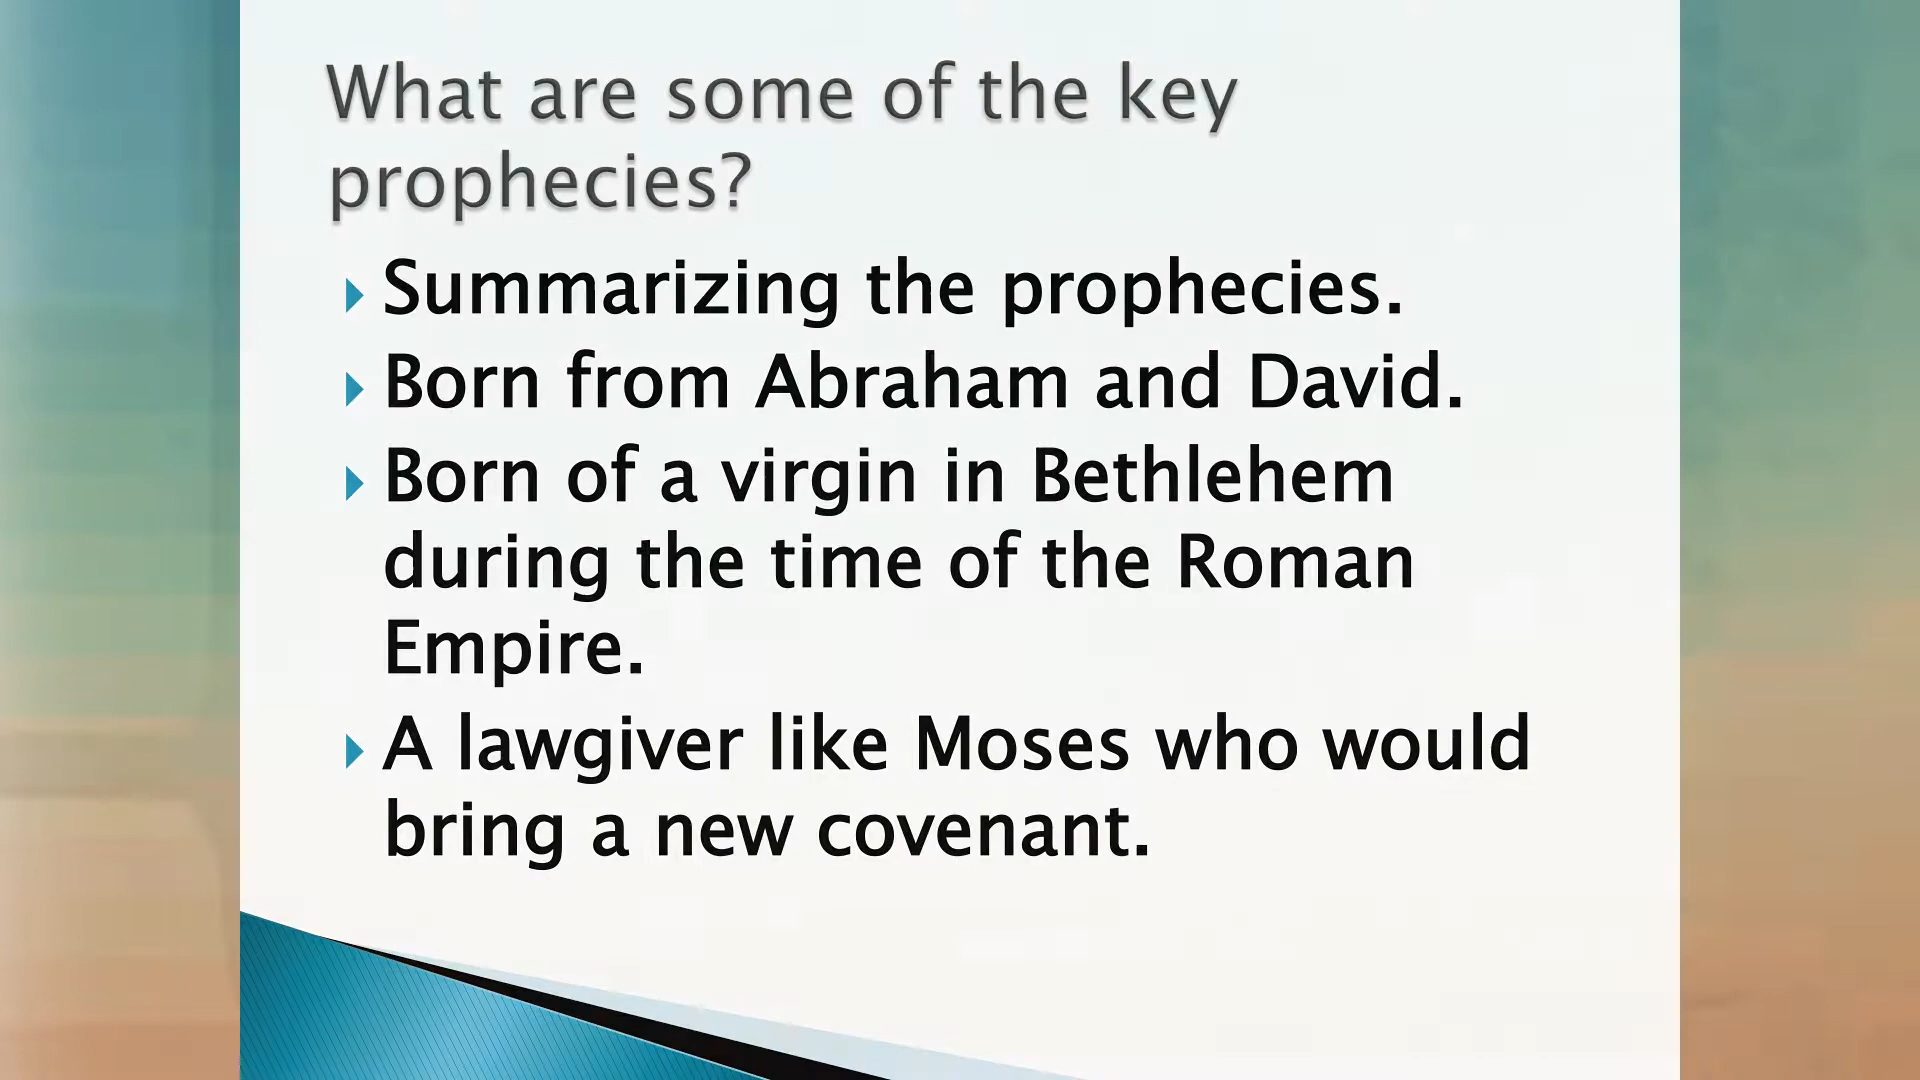 What are some of the key
prophecies?
Summarizing the prophecies.
Born from Abraham and David.
Born of a virgin in Bethlehem
during the time of the Roman
Empire.
A lawgiver like Moses who would
bring a new covenant.